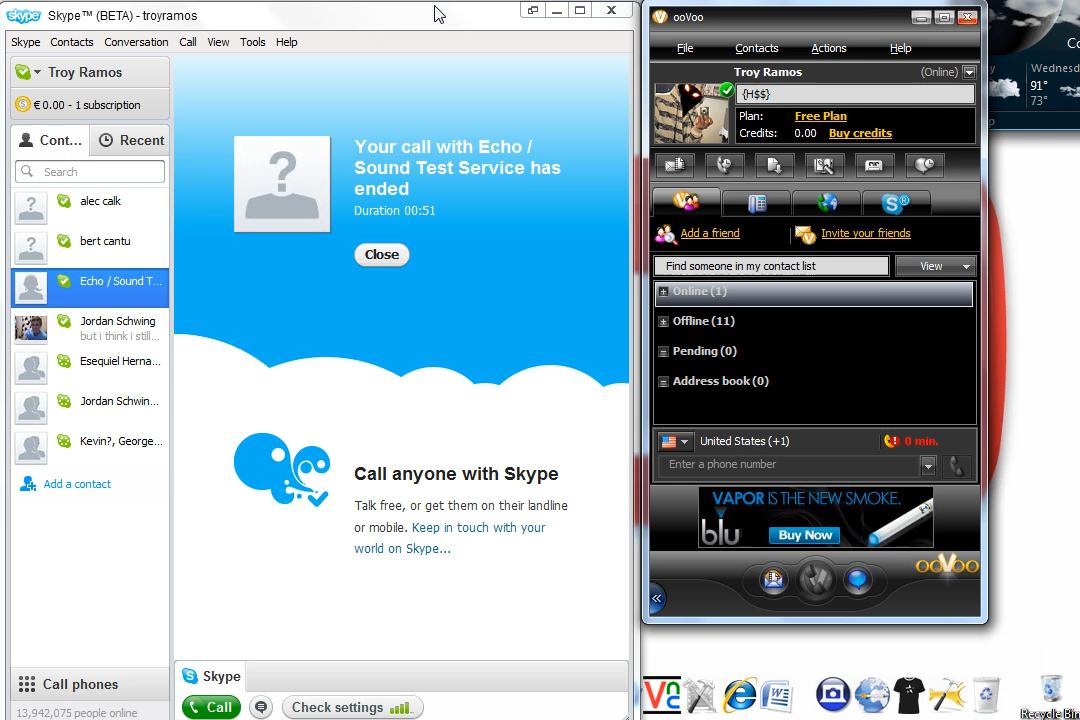 Skype™ (BETA) - troyramos
Skype Contacts Conversation Call View Tools Help
Troy Ramos
€ 0.00 - 1 subscription
Cont... Recent
Search
alec calk
bert cantu
Echo / Sound T...
Jordan Schwing
but i think i still...
Esequiel Herna...
Jordan Schwin...
Kevin?, George...
Add a contact
Call phones
13,942,075 people online
Your call with Echo /
Sound Test Service has
ended
Duration 00:51
Close
Call anyone with Skype
Talk free, or get them on their landline
or mobile. Keep in touch with your
world on Skype...
Skype
Call
Check settings
ooVoo
File Contacts Actions Help
Troy Ramos (Online)
{H$$}
Plan: Free Plan
Credits: 0.00 Buy credits
Add a friend Invite your friends
Find someone in my contact list View
Online (1)
Offline (11)
Pending (0)
Address book (0)
United States (+1) 0 min.
Enter a phone number
VAPOR IS THE NEW SMOKE.
blu Buy Now
ooVoo
Wednesd
91°
73°
Recycle Bin